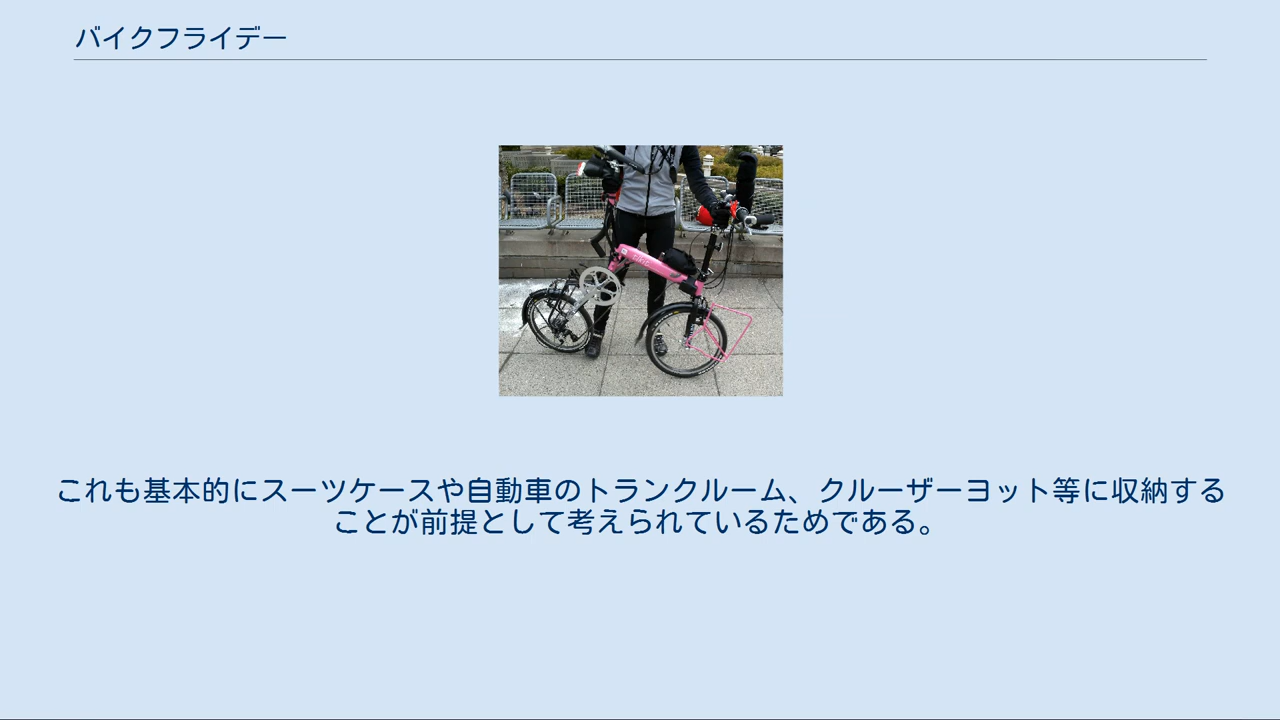 バイクフライデー
これも基本的にスーツケースや自動車のトランクルーム、クルーザーヨット等に収納する
ことが前提として考えられているためである。